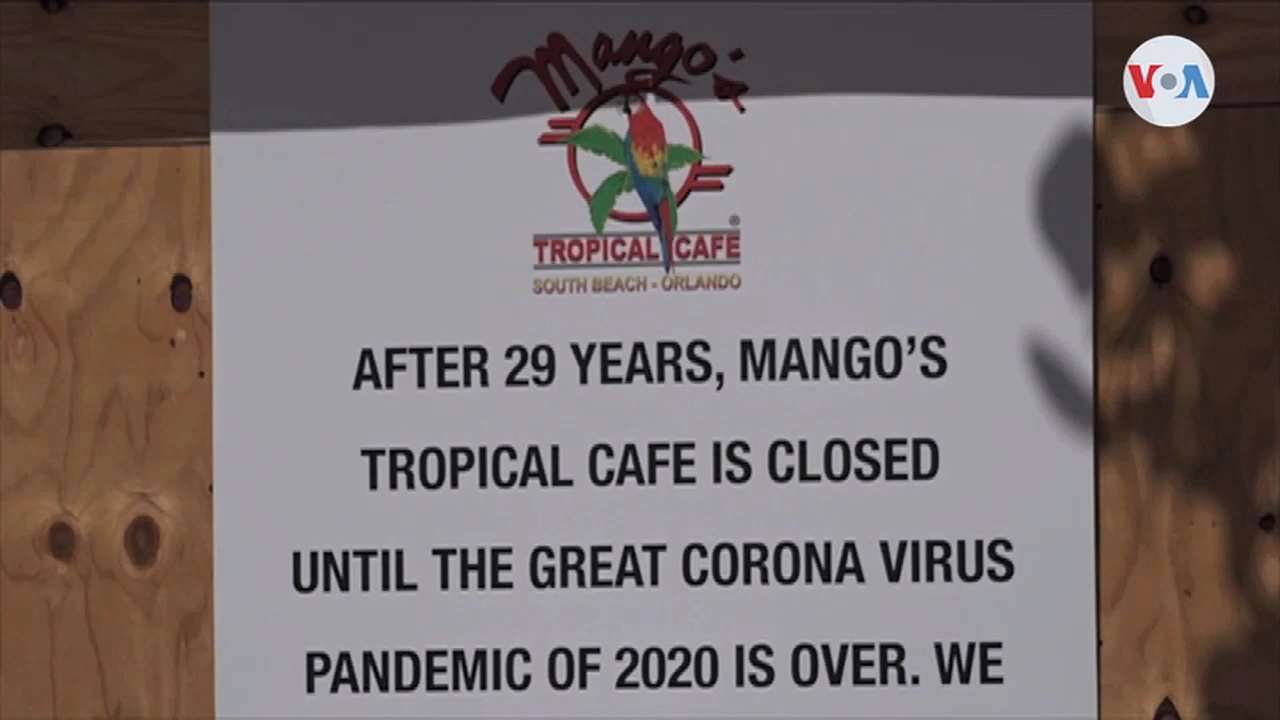 Mango's
VOA
®
TROPICAL CAFE
SOUTH BEACH - ORLANDO
AFTER 29 YEARS, MANGO'S
TROPICAL CAFE IS CLOSED
UNTIL THE GREAT CORONA VIRUS
PANDEMIC OF 2020 IS OVER. WE